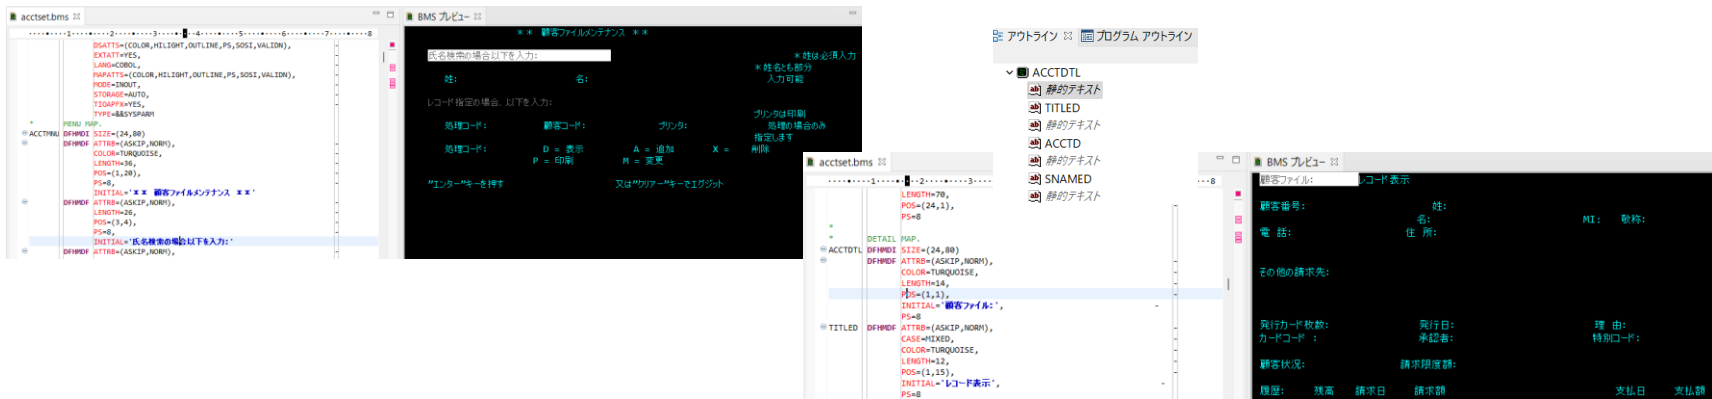 acctset.bms
----+----1----+----2----+----3----+----4----+----5----+----6----+----7----+----8
DSATTS=(COLOR,HILIGHT,OUTLINE,PS,SOSI,VALIDN),
EXTATT=YES,
LANG=COBOL,
MAPATTS=(COLOR,HILIGHT,OUTLINE,PS,SOSI,VALIDN),
MODE=INOUT,
STORAGE=AUTO,
TIOAPFX=YES,
TYPE=&&SYSPARM
* MENU MAP.
ACCTMNU DFHMDI SIZE=(24,80)
DFHMDF ATTRB=(ASKIP,NORM),
COLOR=TURQUOISE,
LENGTH=36,
POS=(1,20),
PS=8,
INITIAL='＊＊ 顧客ファイルメンテナンス ＊＊'
DFHMDF ATTRB=(ASKIP,NORM),
LENGTH=26,
POS=(3,4),
PS=8,
INITIAL='氏名検索の場合以下を入力:'
DFHMDF ATTRB=(ASKIP,NORM),
BMS プレビュー
＊＊ 顧客ファイルメンテナンス ＊＊
氏名検索の場合以下を入力:
＊姓は必須入力
＊姓名とも部分
姓: 名: 入力可能
レコード指定の場合、以下を入力:
プリンタは印刷
処理コード: 顧客コード: プリンタ: 処理の場合のみ
指定します
処理コード: D = 表示 A = 追加 X = 削除
P = 印刷 M = 変更
"エンター"キーを押す 又は"クリアー"キーでエグジット
アウトライン プログラム アウトライン
ACCTDTL
静的テキスト
TITLED
静的テキスト
ACCTD
静的テキスト
SNAMED
静的テキスト
acctset.bms
----+----1----+----2----+----3 8
LENGTH=70,
POS=(24,1),
PS=8
*
* DETAIL MAP.
ACCTDTL DFHMDI SIZE=(24,80)
DFHMDF ATTRB=(ASKIP,NORM),
COLOR=TURQUOISE,
LENGTH=14,
POS=(1,1),
INITIAL='顧客ファイル:',
PS=8
TITLED DFHMDF ATTRB=(ASKIP,NORM),
CASE=MIXED,
COLOR=TURQUOISE,
LENGTH=12,
POS=(1,15),
INITIAL='レコード表示',
PS=8
BMS プレビュー
顧客ファイル: レコード表示
顧客番号: 姓:
名: MI: 敬称:
電 話: 住 所:
その他の請求先:
発行カード枚数: 発行日: 理 由:
カードコード : 承認者: 特別コード:
顧客状況: 請求限度額:
履歴: 残高 請求日 請求額 支払日 支払額